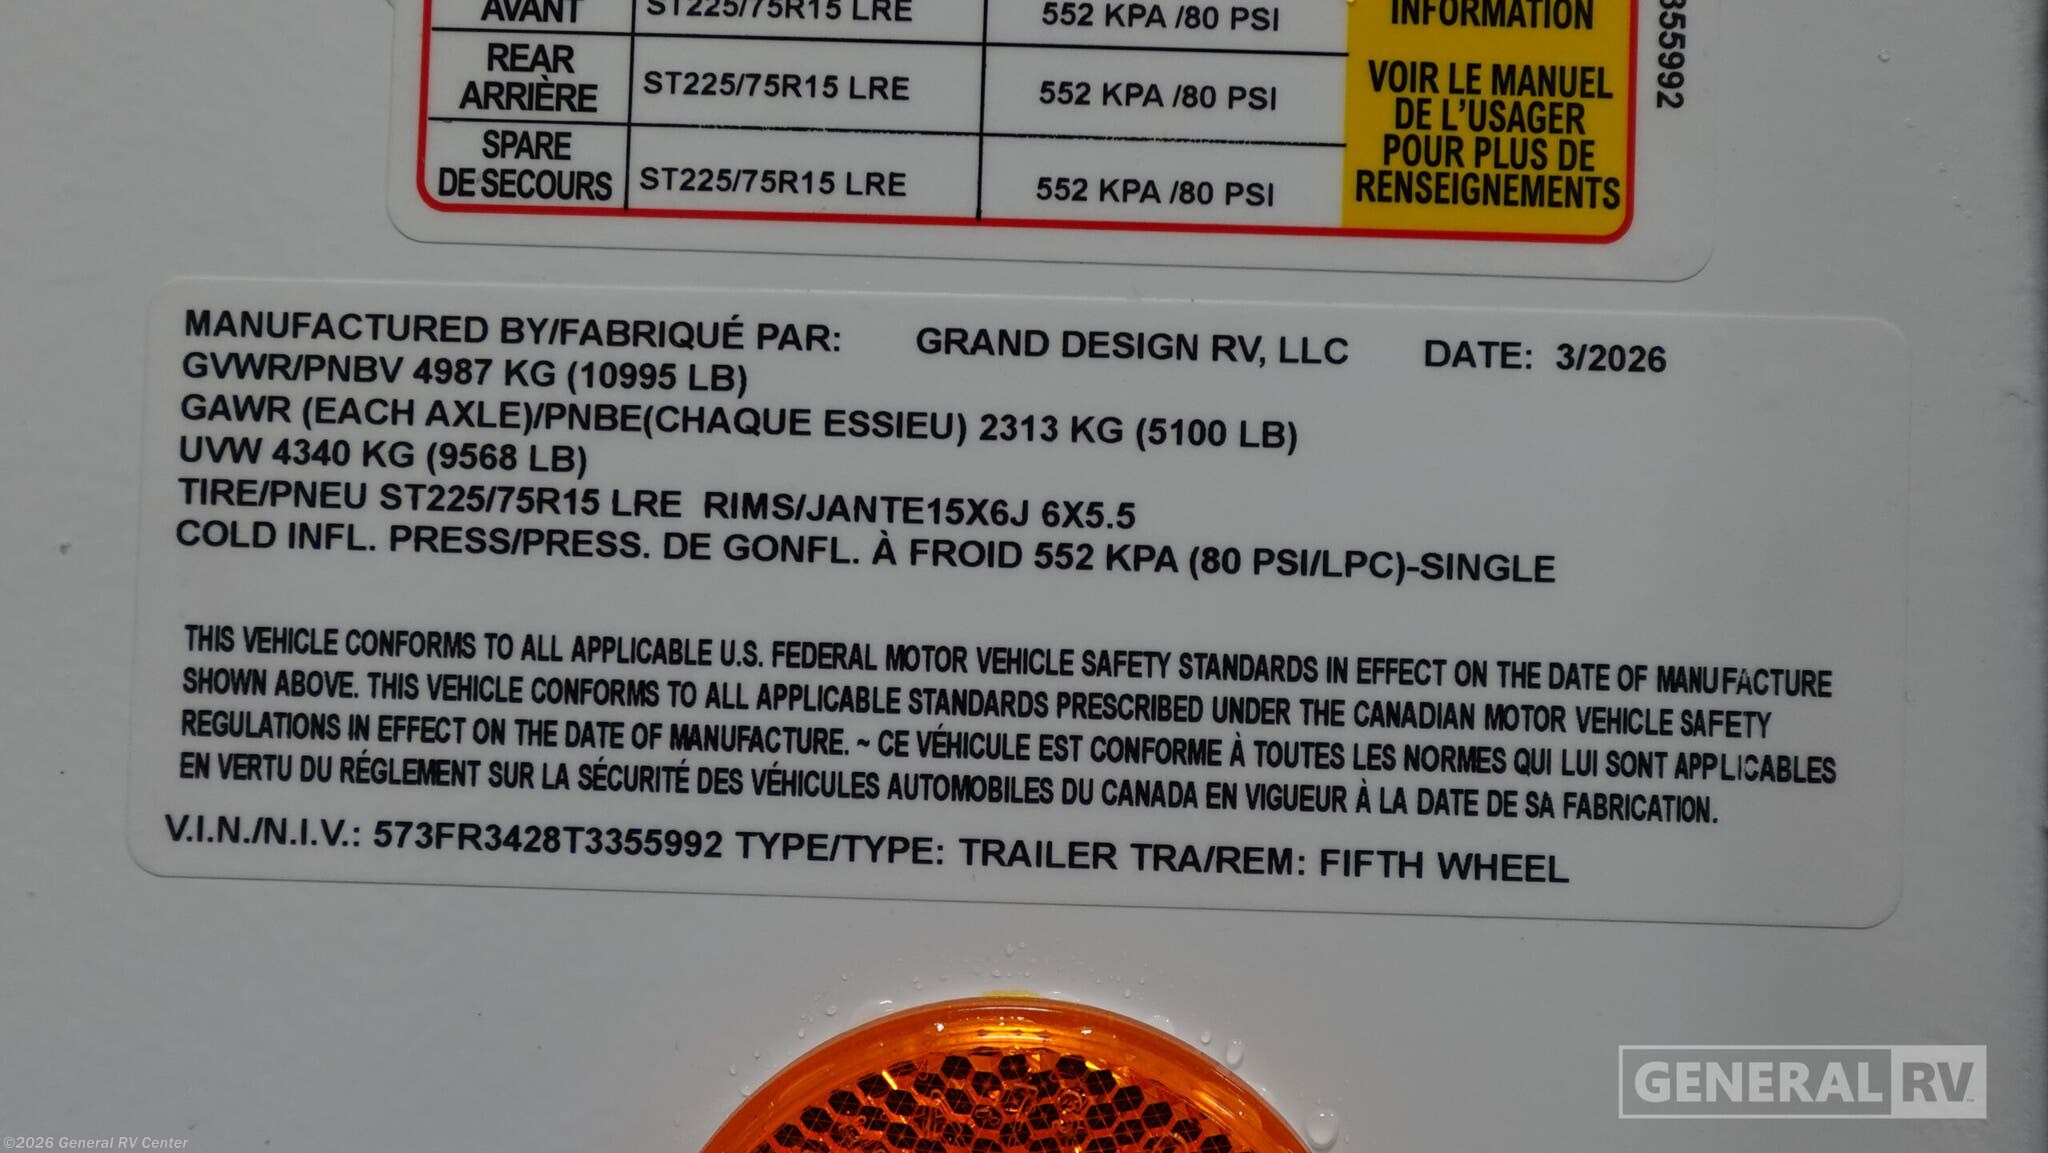 AVANT ST225/75R15 LRE 552 KPA /80 PSI INFORMATION
REAR
ARRIÈRE ST225/75R15 LRE 552 KPA /80 PSI
SPARE
DE SECOURS ST225/75R15 LRE 552 KPA /80 PSI
VOIR LE MANUEL
DE L'USAGER
POUR PLUS DE
RENSEIGNEMENTS
355992
MANUFACTURED BY/FABRIQUÉ PAR: GRAND DESIGN RV, LLC DATE: 3/2026
GVWR/PNBV 4987 KG (10995 LB)
GAWR (EACH AXLE)/PNBE(CHAQUE ESSIEU) 2313 KG (5100 LB)
UVW 4340 KG (9568 LB)
TIRE/PNEU ST225/75R15 LRE RIMS/JANTE15X6J 6X5.5
COLD INFL. PRESS/PRESS. DE GONFL. À FROID 552 KPA (80 PSI/LPC)-SINGLE
THIS VEHICLE CONFORMS TO ALL APPLICABLE U.S. FEDERAL MOTOR VEHICLE SAFETY STANDARDS IN EFFECT ON THE DATE OF MANUFACTURE
SHOWN ABOVE. THIS VEHICLE CONFORMS TO ALL APPLICABLE STANDARDS PRESCRIBED UNDER THE CANADIAN MOTOR VEHICLE SAFETY
REGULATIONS IN EFFECT ON THE DATE OF MANUFACTURE. ~ CE VÉHICULE EST CONFORME À TOUTES LES NORMES QUI LUI SONT APPLICABLES
EN VERTU DU RÉGLEMENT SUR LA SÉCURITÉ DES VÉHICULES AUTOMOBILES DU CANADA EN VIGUEUR À LA DATE DE SA FABRICATION.
V.I.N./N.I.V.: 573FR3428T3355992 TYPE/TYPE: TRAILER TRA/REM: FIFTH WHEEL
GENERAL RV
©2026 General RV Center